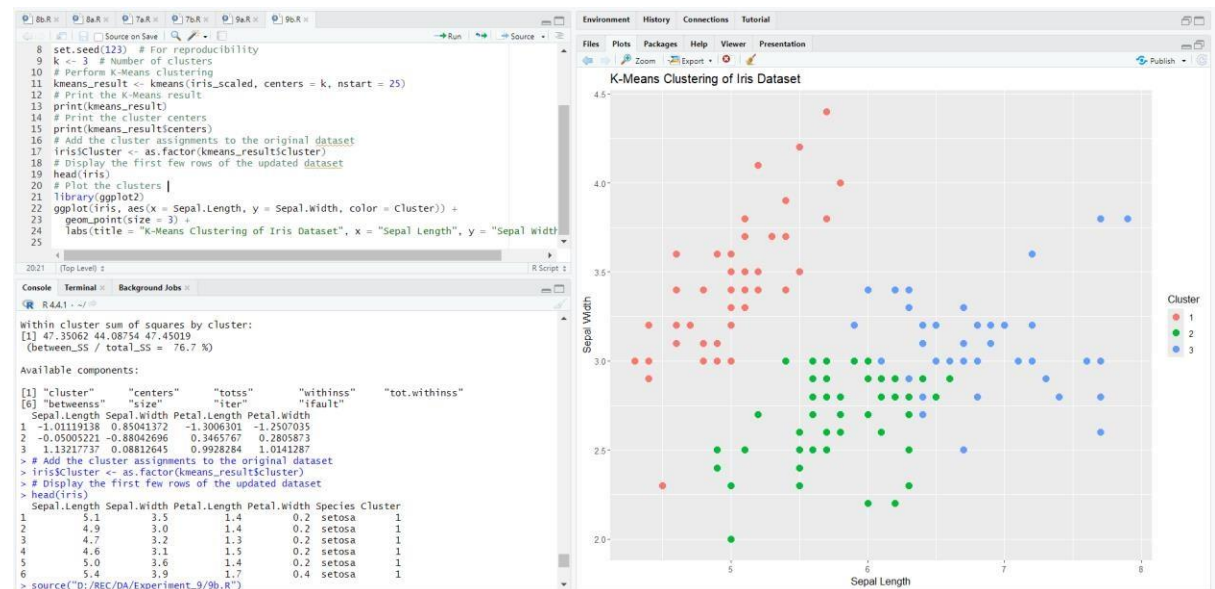 8b.R × 8a.R × 7a.R × 7b.R × 9a.R × 9b.R ×
Source on Save Run Source
8 set.seed(123) # For reproducibility
9 k <- 3 # Number of clusters
10 # Perform K-Means clustering
11 kmeans_result <- kmeans(iris_scaled, centers = k, nstart = 25)
12 # Print the K-Means result
13 print(kmeans_result)
14 # Print the cluster centers
15 print(kmeans_result$centers)
16 # Add the cluster assignments to the original dataset
17 iris$Cluster <- as.factor(kmeans_result$cluster)
18 # Display the first few rows of the updated dataset
19 head(iris)
20 # Plot the clusters
21 library(ggplot2)
22 ggplot(iris, aes(x = Sepal.Length, y = Sepal.Width, color = Cluster)) +
23 geom_point(size = 3) +
24 labs(title = "K-Means Clustering of Iris Dataset", x = "Sepal Length", y = "Sepal Width
25
20:21 (Top Level) R Script
Console Terminal × Background Jobs ×
R 4.4.1 · ~/
Within cluster sum of squares by cluster:
[1] 47.35062 44.08754 47.45019
(between_SS / total_SS = 76.7 %)
Available components:
[1] "cluster" "centers" "totss" "withinss" "tot.withinss"
[6] "betweenss" "size" "iter" "ifault"
Sepal.Length Sepal.Width Petal.Length Petal.Width
1 -1.01119138 0.85041372 -1.3006301 -1.2507035
2 -0.05005221 -0.88042696 0.3465767 0.2805873
3 1.13217737 0.08812645 0.9928284 1.0141287
> # Add the cluster assignments to the original dataset
> iris$Cluster <- as.factor(kmeans_result$cluster)
> # Display the first few rows of the updated dataset
> head(iris)
Sepal.Length Sepal.Width Petal.Length Petal.Width Species Cluster
1 5.1 3.5 1.4 0.2 setosa 1
2 4.9 3.0 1.4 0.2 setosa 1
3 4.7 3.2 1.3 0.2 setosa 1
4 4.6 3.1 1.5 0.2 setosa 1
5 5.0 3.6 1.4 0.2 setosa 1
6 5.4 3.9 1.7 0.4 setosa 1
> source("D:/REC/DA/Experiment_9/9b.R")
Environment History Connections Tutorial
Files Plots Packages Help Viewer Presentation
Zoom Export Publish
K-Means Clustering of Iris Dataset
4.5
4.0
3.5
3.0
2.5
2.0
Sepal Width
5 6 7 8
Sepal Length
Cluster
1
2
3